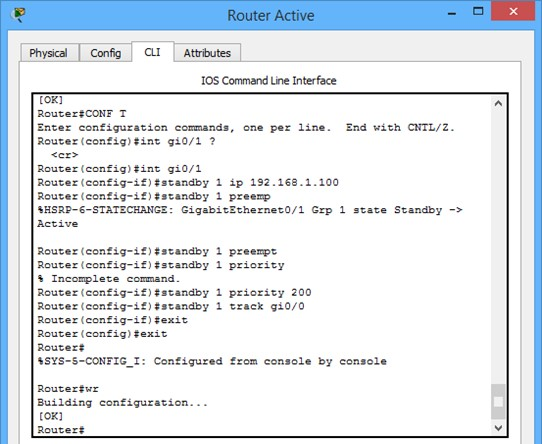 Router Active
Physical Config CLI Attributes
IOS Command Line Interface
[OK]
Router#CONF T
Enter configuration commands, one per line.  End with CNTL/Z.
Router(config)#int gi0/1 ?
  <cr>
Router(config)#int gi0/1
Router(config-if)#standby 1 ip 192.168.1.100
Router(config-if)#standby 1 preemp
%HSRP-6-STATECHANGE: GigabitEthernet0/1 Grp 1 state Standby ->
Active
Router(config-if)#standby 1 preempt
Router(config-if)#standby 1 priority
% Incomplete command.
Router(config-if)#standby 1 priority 200
Router(config-if)#standby 1 track gi0/0
Router(config-if)#exit
Router(config)#exit
Router#
%SYS-5-CONFIG_I: Configured from console by console
Router#wr
Building configuration...
[OK]
Router#